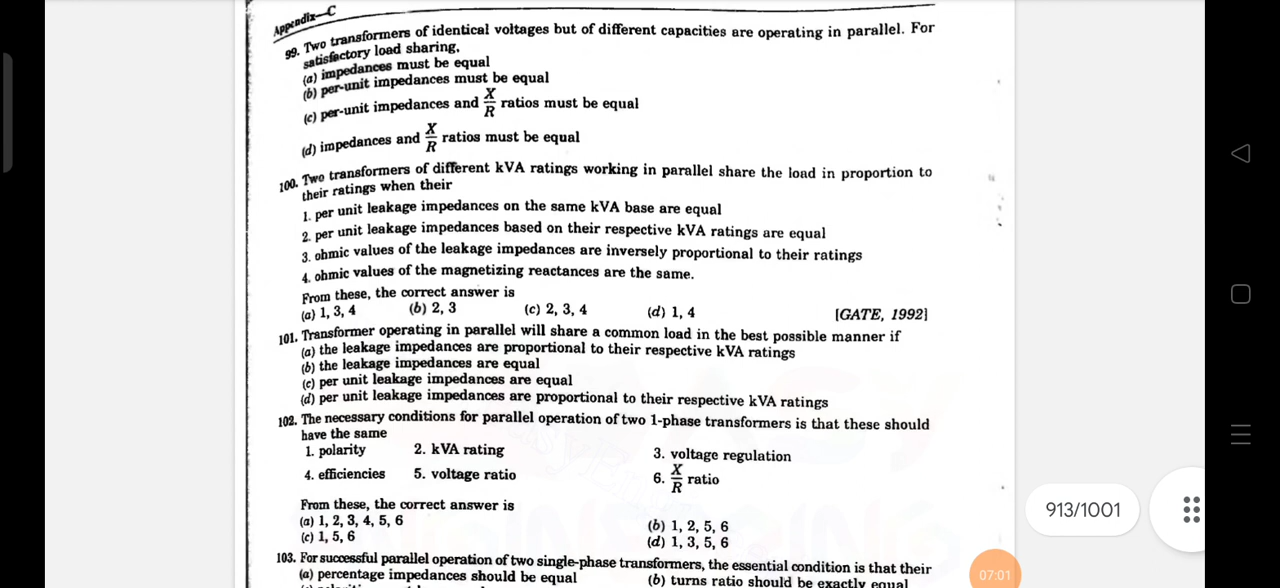 Appendix—C
99. Two transformers of identical voltages but of different capacities are operating in parallel. For
satisfactory load sharing,
(a) impedances must be equal
(b) per-unit impedances must be equal
(c) per-unit impedances and X/R ratios must be equal
(d) impedances and X/R ratios must be equal
100. Two transformers of different kVA ratings working in parallel share the load in proportion to
their ratings when their
1. per unit leakage impedances on the same kVA base are equal
2. per unit leakage impedances based on their respective kVA ratings are equal
3. ohmic values of the leakage impedances are inversely proportional to their ratings
4. ohmic values of the magnetizing reactances are the same.
From these, the correct answer is
(a) 1, 3, 4 (b) 2, 3 (c) 2, 3, 4 (d) 1, 4 [GATE, 1992]
101. Transformer operating in parallel will share a common load in the best possible manner if
(a) the leakage impedances are proportional to their respective kVA ratings
(b) the leakage impedances are equal
(c) per unit leakage impedances are equal
(d) per unit leakage impedances are proportional to their respective kVA ratings
102. The necessary conditions for parallel operation of two 1-phase transformers is that these should
have the same
1. polarity 2. kVA rating 3. voltage regulation
4. efficiencies 5. voltage ratio 6. X/R ratio
From these, the correct answer is
(a) 1, 2, 3, 4, 5, 6 (b) 1, 2, 5, 6
(c) 1, 5, 6 (d) 1, 3, 5, 6
913/1001
103. For successful parallel operation of two single-phase transformers, the essential condition is that their
(a) percentage impedances should be equal (b) turns ratio should be exactly equal
07:01